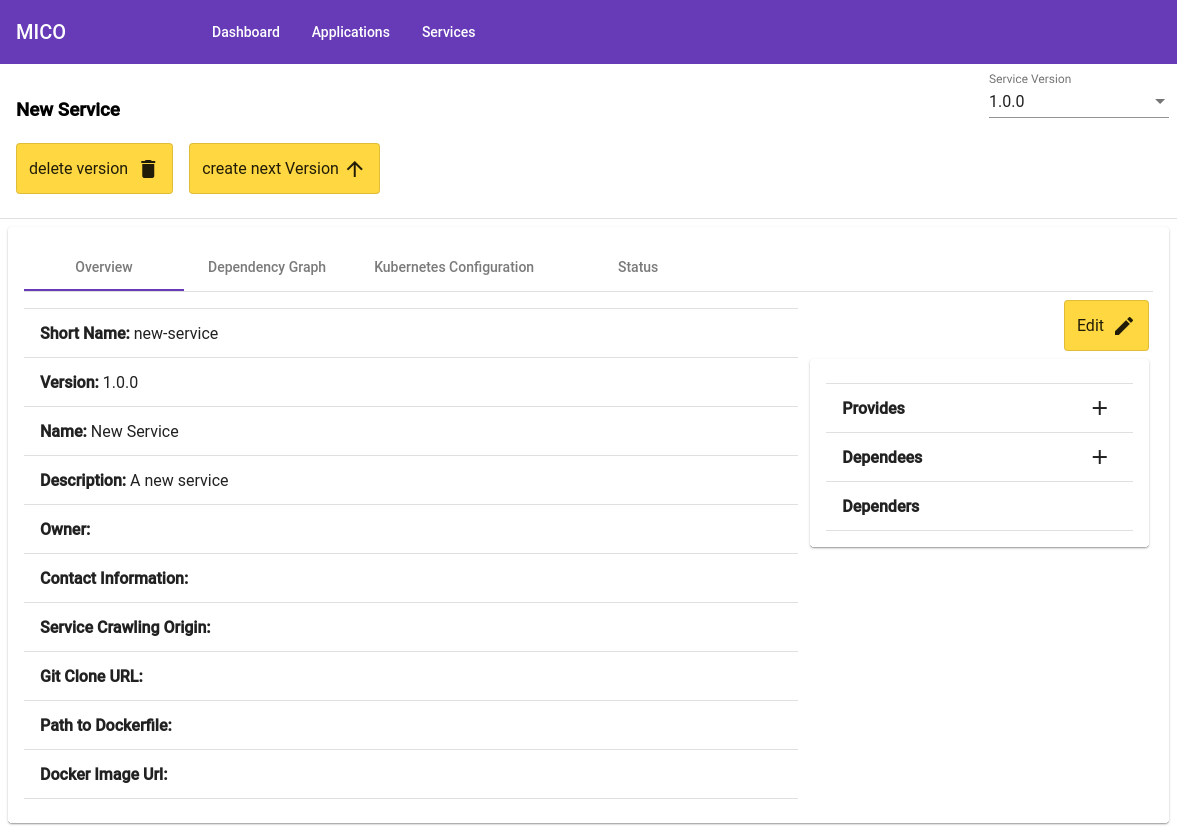 MICO
Dashboard
Applications
Services
Service Version
1.0.0
New Service
delete version
create next Version
Overview
Dependency Graph
Kubernetes Configuration
Status
Edit
Short Name: new-service
Version: 1.0.0
Name: New Service
Description: A new service
Owner:
Contact Information:
Service Crawling Origin:
Git Clone URL:
Path to Dockerfile:
Docker Image Url:
Provides
Dependees
Dependers